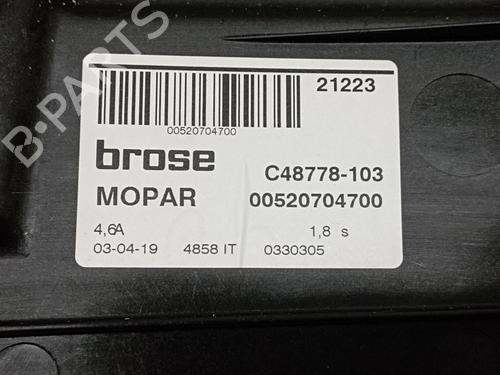 21223
00520704700
brose
C48778-103
MOPAR 00520704700
4,6A 1,8 s
03-04-19 4858 IT 0330305
B-PARTS